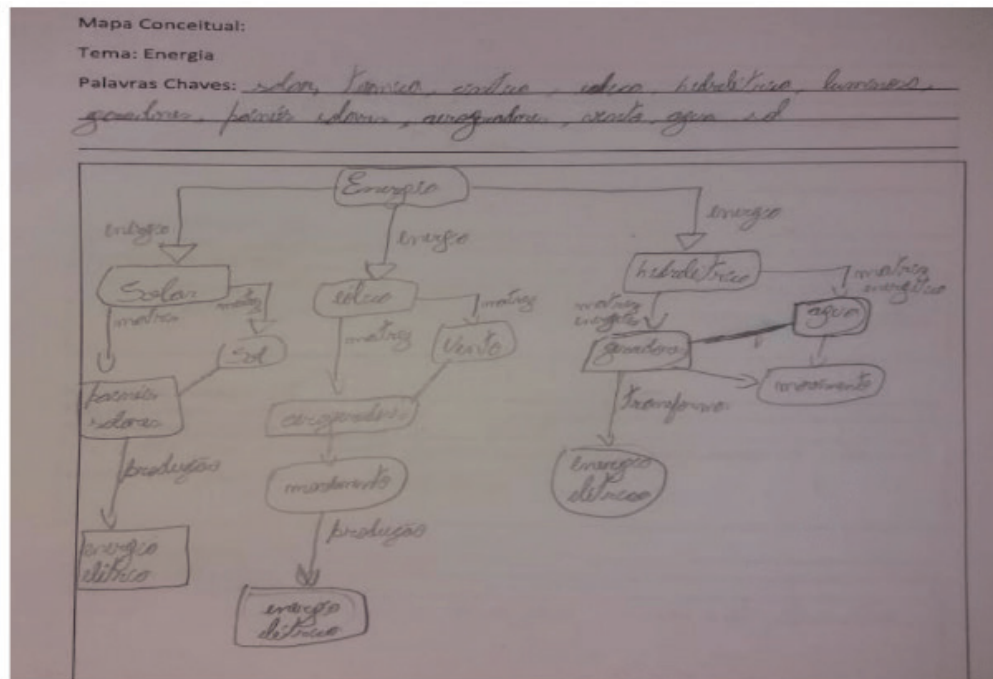 Mapa Conceitual:
Tema: Energia
Palavras Chaves: solar, eólica, hidrelétrica, luminosa,
geradores, painéis solares, aerogeradores, vento, água, sol
Energia
energia
energia
energia
Solar
eólica
hidrelétrica
matriz
matriz
matriz
matriz
matriz energética
matriz energética
Sol
Vento
geradores
água
painéis solares
aerogeradores
movimento
transforma
produção
movimento
energia elétrica
produção
energia elétrica
energia elétrica